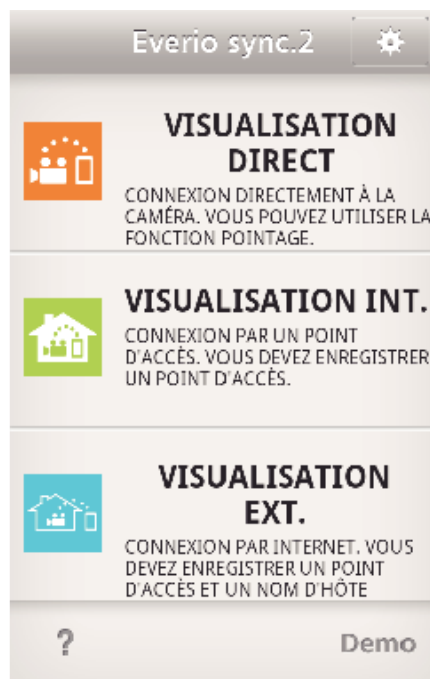 Everio sync.2
VISUALISATION
DIRECT
CONNEXION DIRECTEMENT À LA
CAMÉRA. VOUS POUVEZ UTILISER LA
FONCTION POINTAGE.
VISUALISATION INT.
CONNEXION PAR UN POINT
D'ACCÈS. VOUS DEVEZ ENREGISTRER
UN POINT D'ACCÈS.
VISUALISATION
EXT.
CONNEXION PAR INTERNET. VOUS
DEVEZ ENREGISTRER UN POINT
D'ACCÈS ET UN NOM D'HÔTE
? Demo